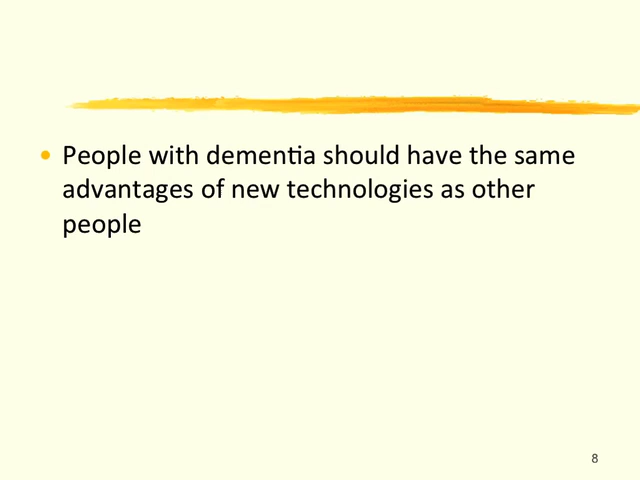 • People with dementia should have the same
advantages of new technologies as other
people
8